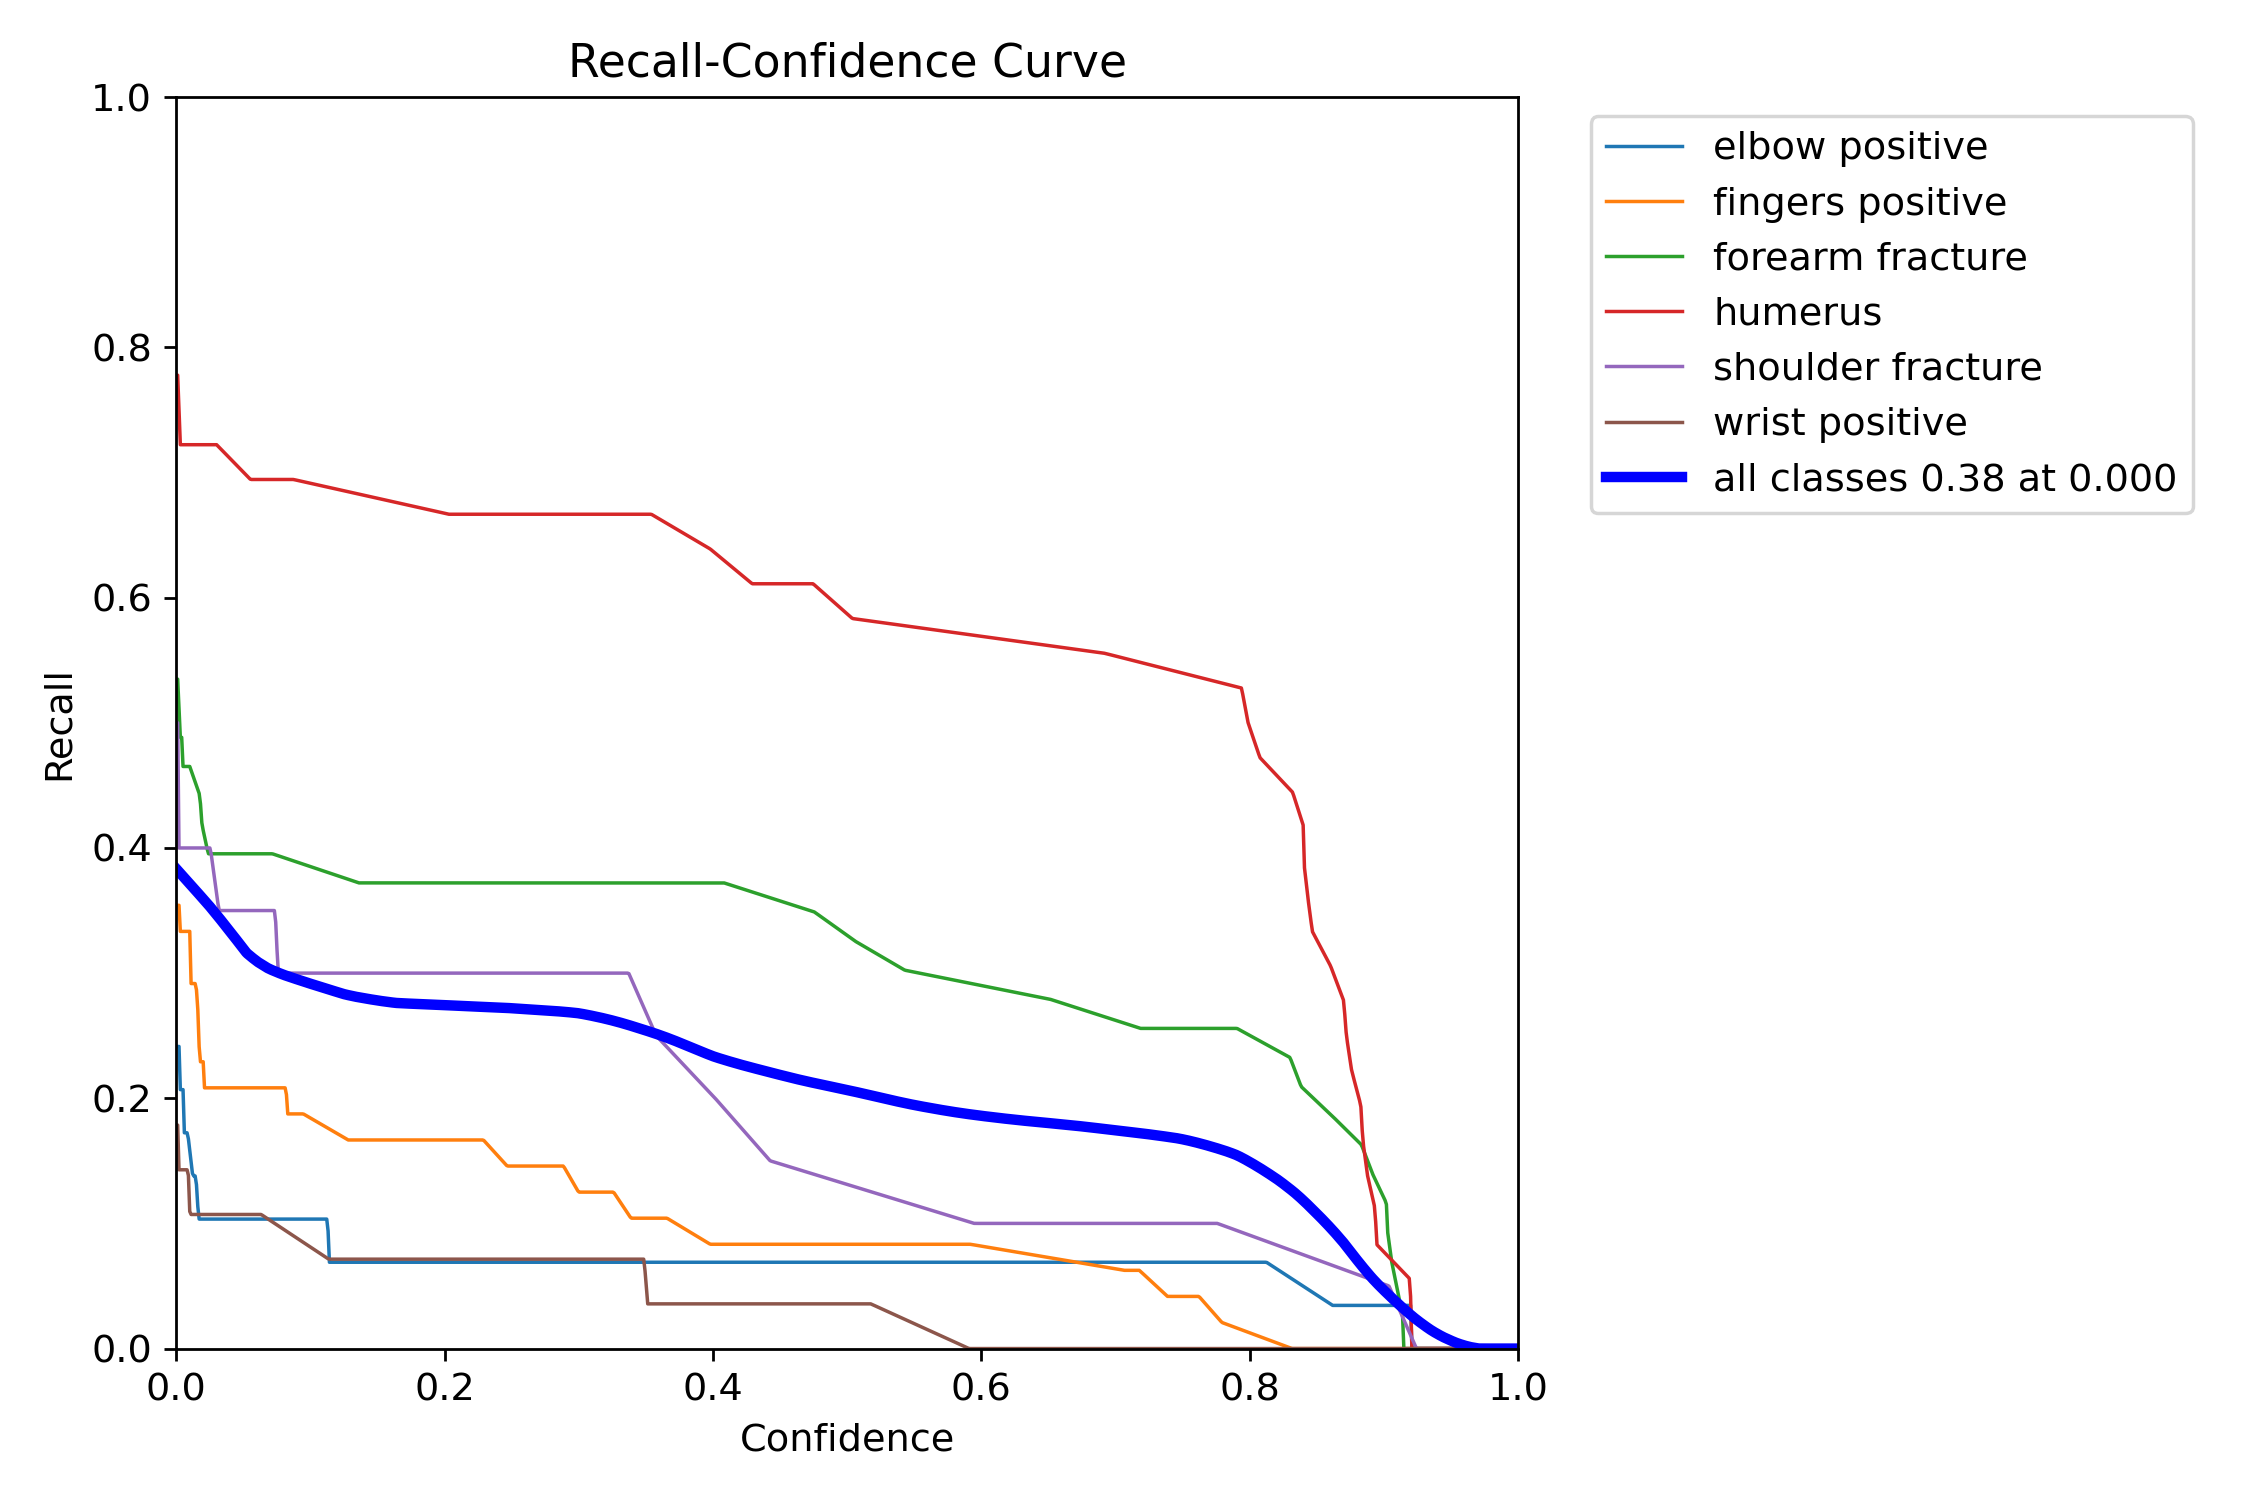 Recall-Confidence Curve
1.0
0.8
0.6
0.4
0.2
0.0
Recall
0.0 0.2 0.4 0.6 0.8 1.0
Confidence
elbow positive
fingers positive
forearm fracture
humerus
shoulder fracture
wrist positive
all classes 0.38 at 0.000